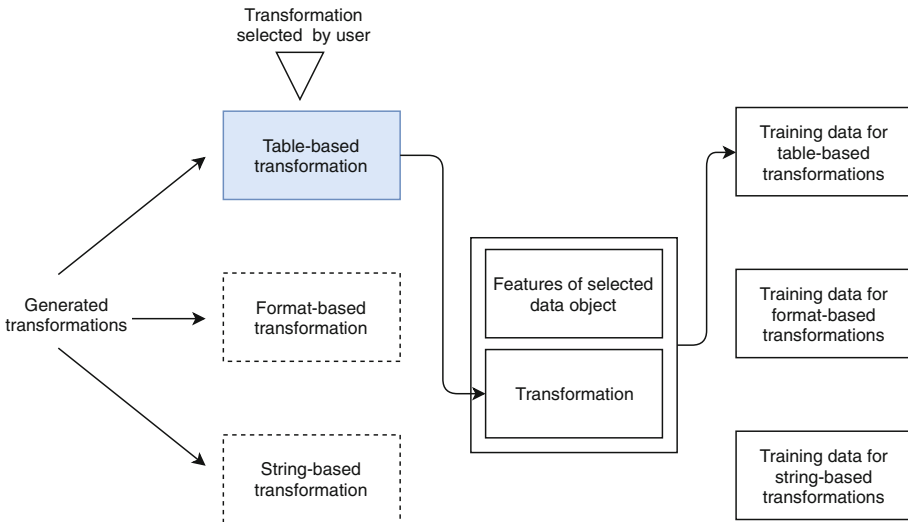 Transformation
selected by user
Table-based
transformation
Training data for
table-based
transformations
Features of selected
data object
Generated
transformations
Format-based
transformation
Training data for
format-based
transformations
Transformation
String-based
transformation
Training data for
string-based
transformations